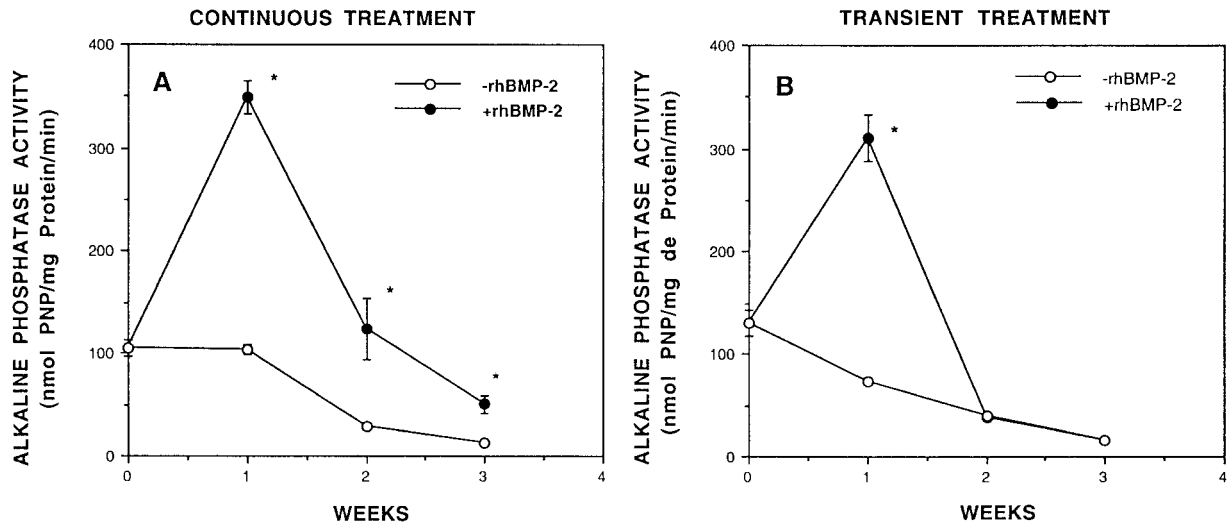 CONTINUOUS TREATMENT
A
*
*
*
-rhBMP-2
+rhBMP-2
ALKALINE PHOSPHATASE ACTIVITY
(nmol PNP/mg Protein/min)
400
300
200
100
0
0 1 2 3 4
WEEKS
TRANSIENT TREATMENT
B
*
-rhBMP-2
+rhBMP-2
ALKALINE PHOSPHATASE ACTIVITY
(nmol PNP/mg de Protein/min)
400
300
200
100
0
0 1 2 3 4
WEEKS